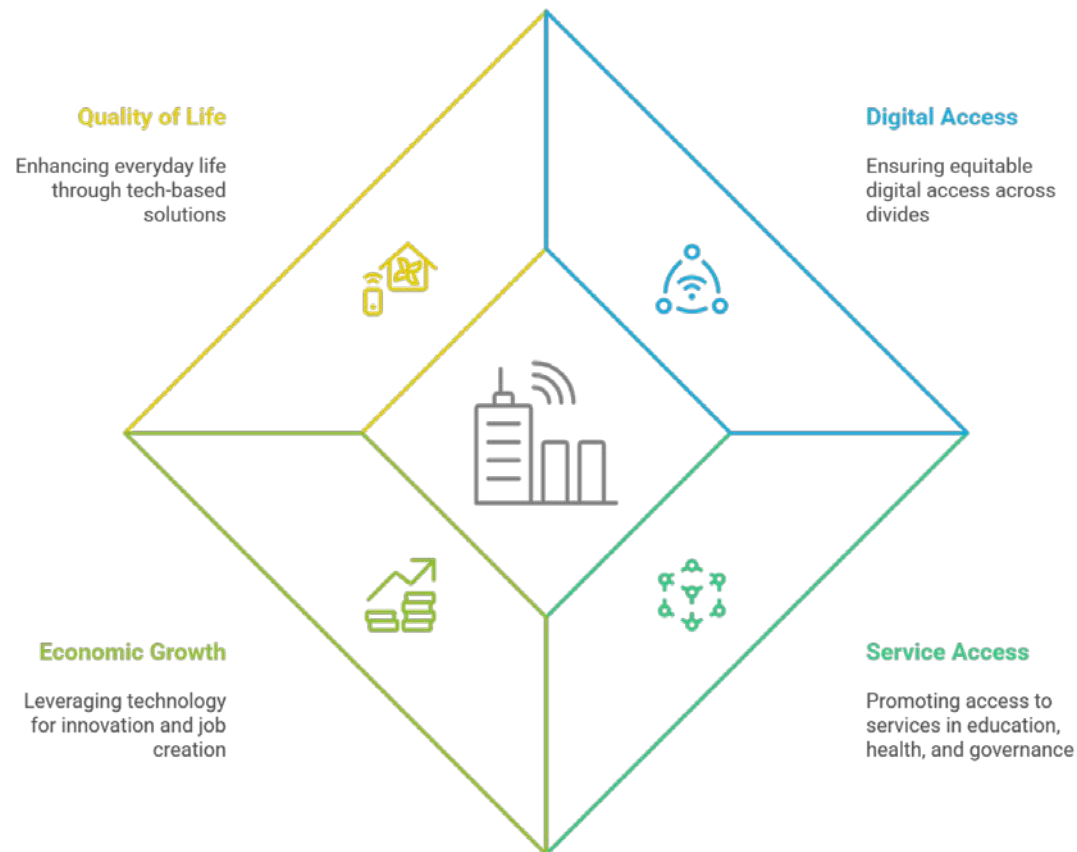 Quality of Life
Enhancing everyday life
through tech-based
solutions
Digital Access
Ensuring equitable
digital access across
divides
Economic Growth
Leveraging technology
for innovation and job
creation
Service Access
Promoting access to
services in education,
health, and governance